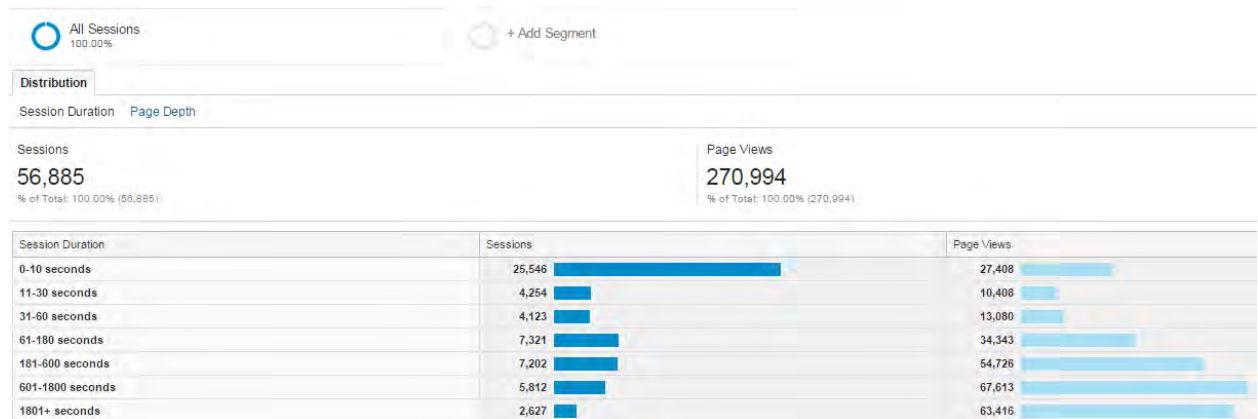 All Sessions
100.00%
+ Add Segment
Distribution
Session Duration Page Depth
Sessions Page Views
56,885 270,994
% of Total: 100.00% (56,885) % of Total: 100.00% (270,994)
Session Duration Sessions Page Views
0-10 seconds 25,546 27,408
11-30 seconds 4,254 10,408
31-60 seconds 4,123 13,080
61-180 seconds 7,321 34,343
181-600 seconds 7,202 54,726
601-1800 seconds 5,812 67,613
1801+ seconds 2,627 63,416